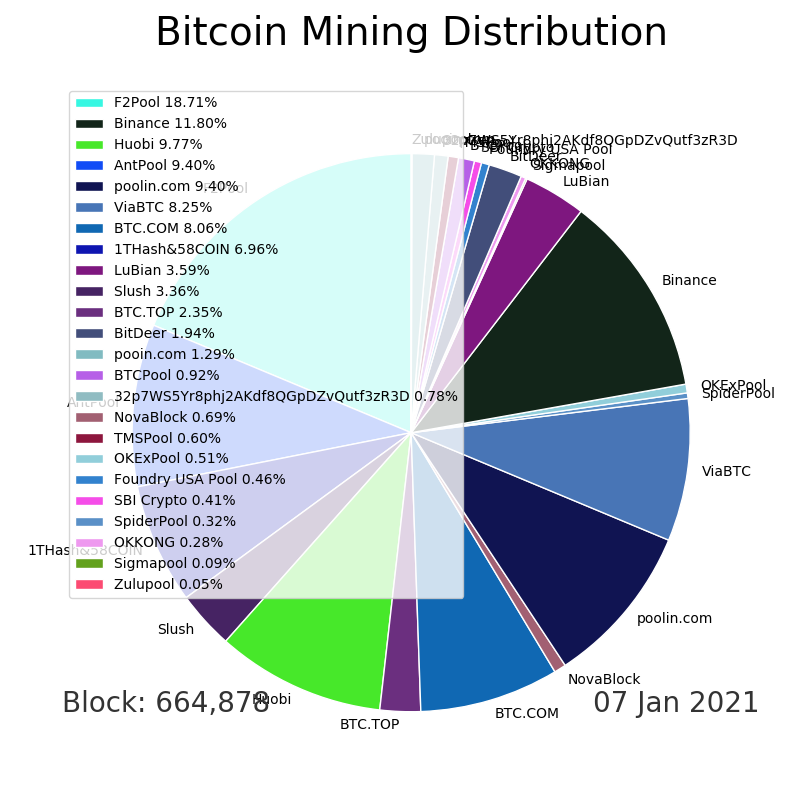 Bitcoin Mining Distribution
F2Pool 18.71%
Binance 11.80%
Huobi 9.77%
AntPool 9.40%
poolin.com 9.40%
ViaBTC 8.25%
BTC.COM 8.06%
1THash&58COIN 6.96%
LuBian 3.59%
Slush 3.36%
BTC.TOP 2.35%
BitDeer 1.94%
pooin.com 1.29%
BTCPool 0.92%
32p7WS5Yr8phj2AKdf8QGpDZvQutf3zR3D 0.78%
NovaBlock 0.69%
TMSPool 0.60%
OKExPool 0.51%
Foundry USA Pool 0.46%
SBI Crypto 0.41%
SpiderPool 0.32%
OKKONG 0.28%
Sigmapool 0.09%
Zulupool 0.05%
BitDeer
OKKONG
Sigmapool
LuBian
Binance
OKExPool
SpiderPool
ViaBTC
poolin.com
NovaBlock
BTC.COM
BTC.TOP
Huobi
Slush
1THash&58COIN
AntPool
Block: 664,878
07 Jan 2021